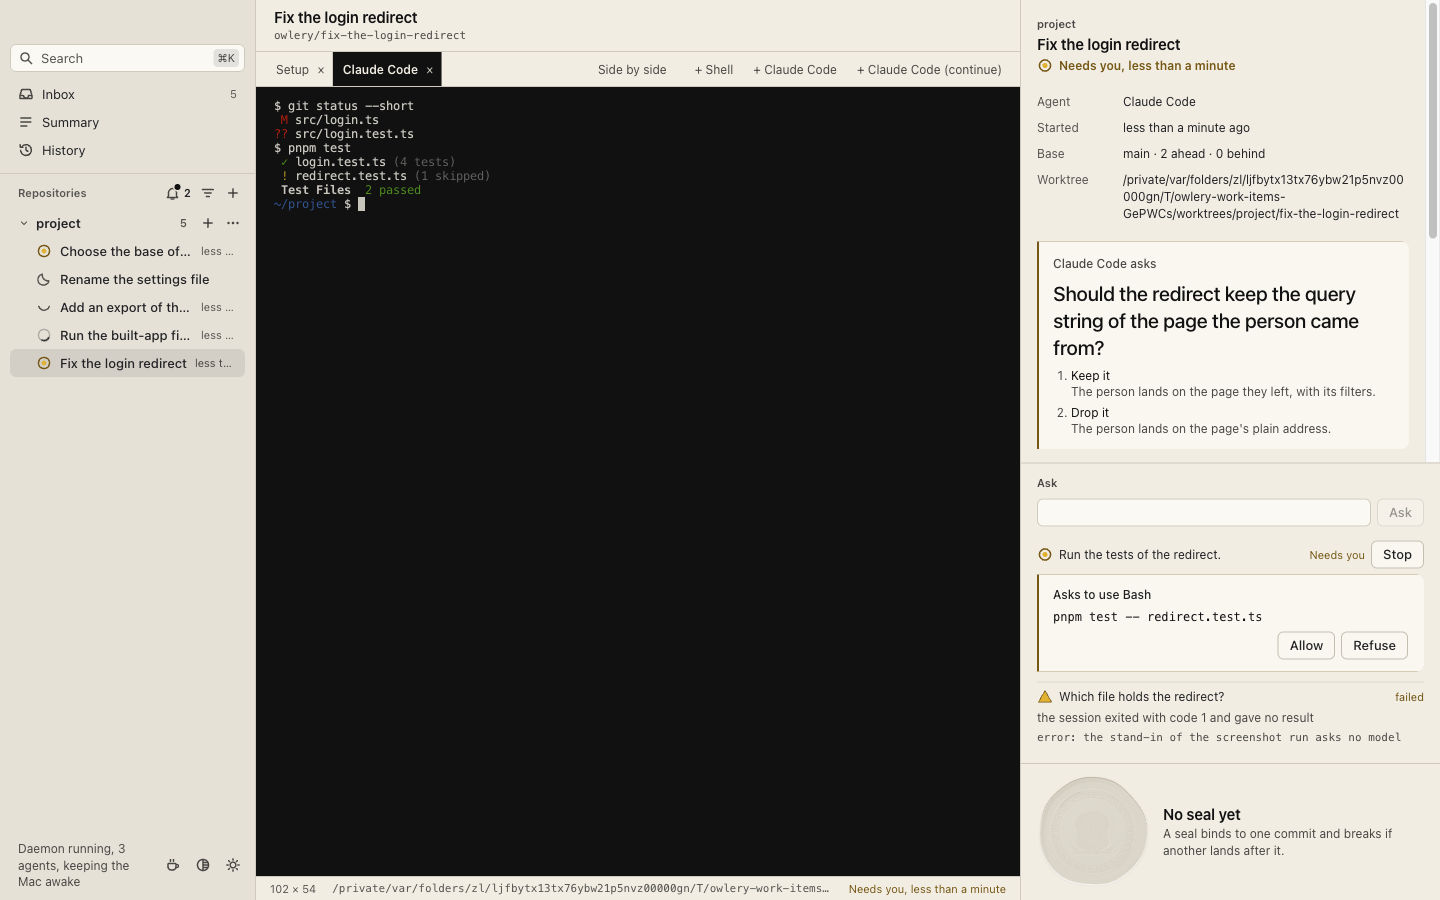 Search ⌘K
Inbox 5
Summary
History
Repositories 2
project 5
Choose the base of... less ...
Rename the settings file
Add an export of th... less ...
Run the built-app fi... less ...
Fix the login redirect less t...
Daemon running, 3
agents, keeping the
Mac awake
Fix the login redirect
owlery/fix-the-login-redirect
Setup × Claude Code × Side by side + Shell + Claude Code + Claude Code (continue)
$ git status --short
M src/login.ts
?? src/login.test.ts
$ pnpm test
✓ login.test.ts (4 tests)
! redirect.test.ts (1 skipped)
Test Files 2 passed
~/project $
102 × 54 /private/var/folders/zl/ljfbytx13tx76ybw21p5nvz00000gn/T/owlery-work-items... Needs you, less than a minute
project
Fix the login redirect
Needs you, less than a minute
Agent Claude Code
Started less than a minute ago
Base main · 2 ahead · 0 behind
Worktree /private/var/folders/zl/ljfbytx13tx76ybw21p5nvz00
000gn/T/owlery-work-items-
GePWCs/worktrees/project/fix-the-login-redirect
Claude Code asks
Should the redirect keep the query
string of the page the person came
from?
1. Keep it
The person lands on the page they left, with its filters.
2. Drop it
The person lands on the page's plain address.
Ask
Ask
Run the tests of the redirect. Needs you Stop
Asks to use Bash
pnpm test -- redirect.test.ts
Allow Refuse
Which file holds the redirect? failed
the session exited with code 1 and gave no result
error: the stand-in of the screenshot run asks no model
No seal yet
A seal binds to one commit and breaks if
another lands after it.